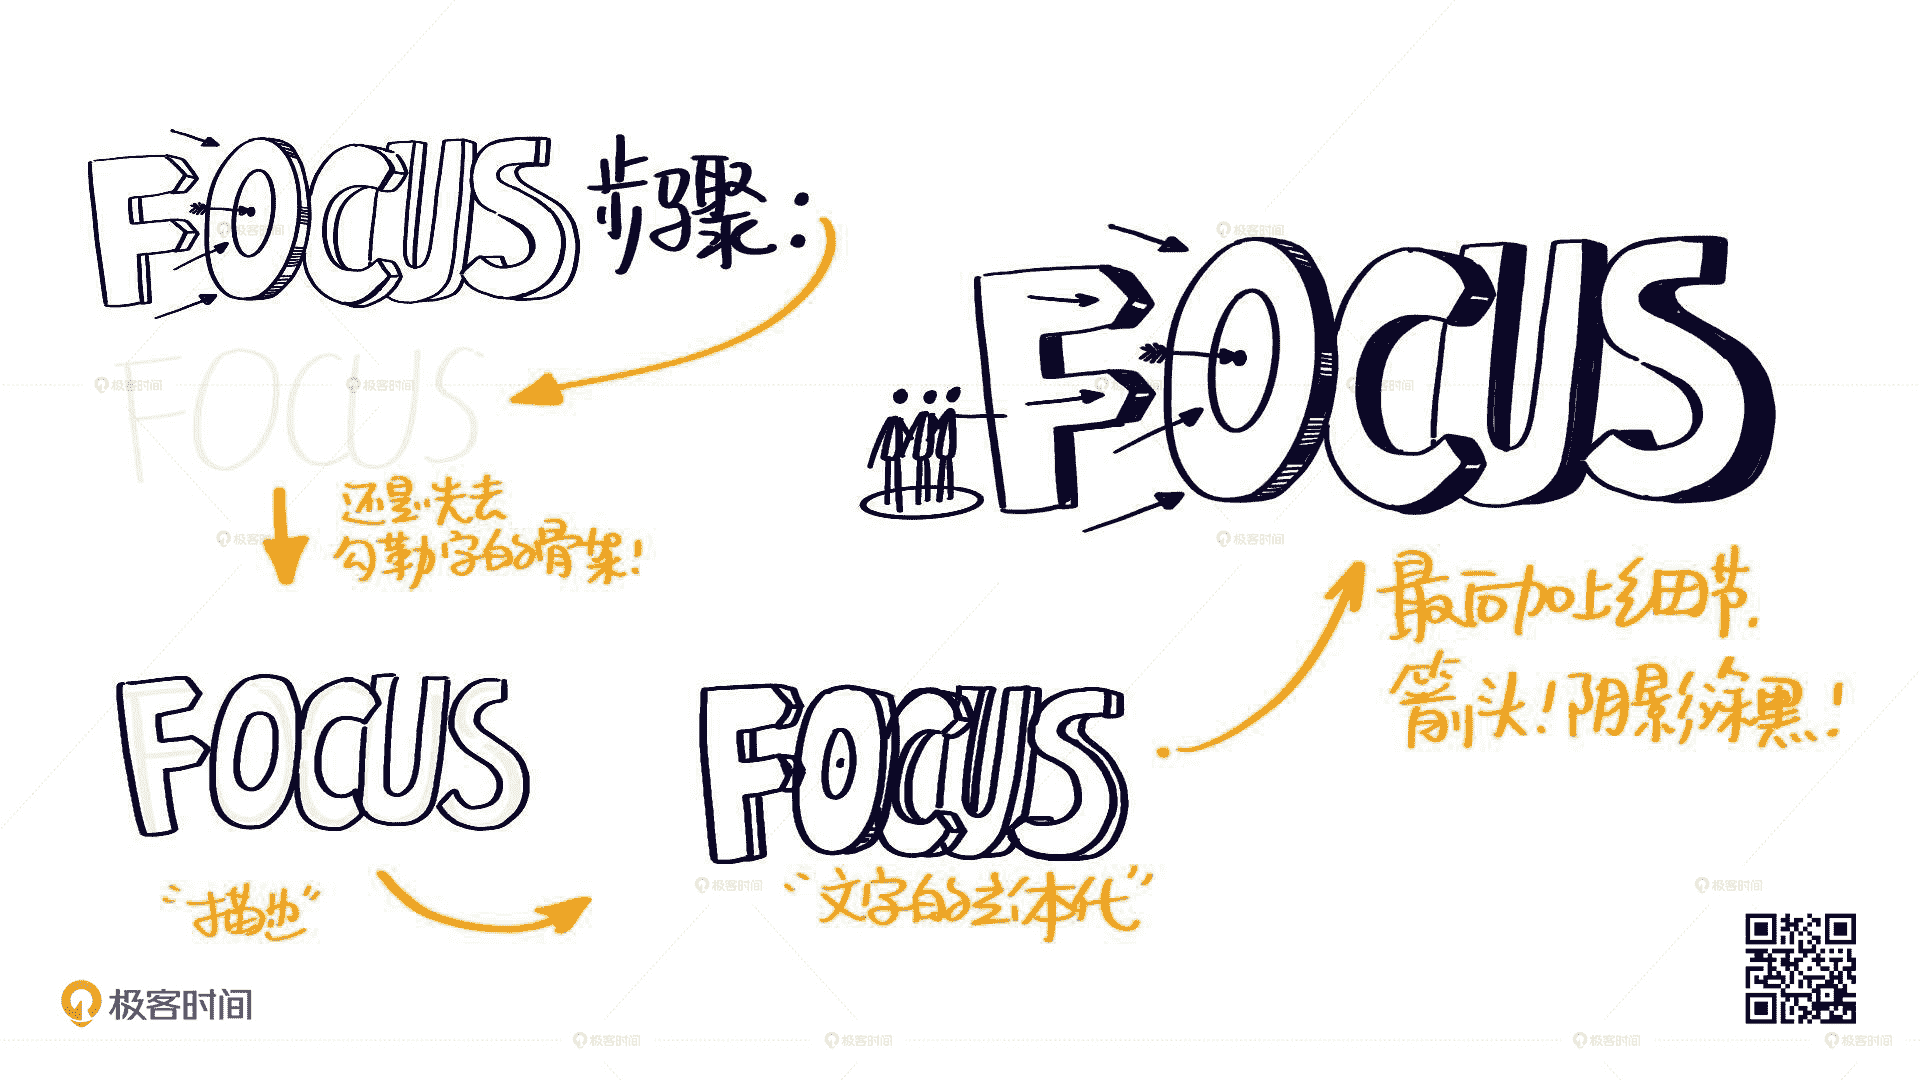 FOCUS 步骤：
FOCUS
还是先去
勾勒字的骨架！
FOCUS
“描边”
FOCUS
“文字的立体化”
FOCUS
最后加上细节.
箭头！阴影涂黑！
极客时间